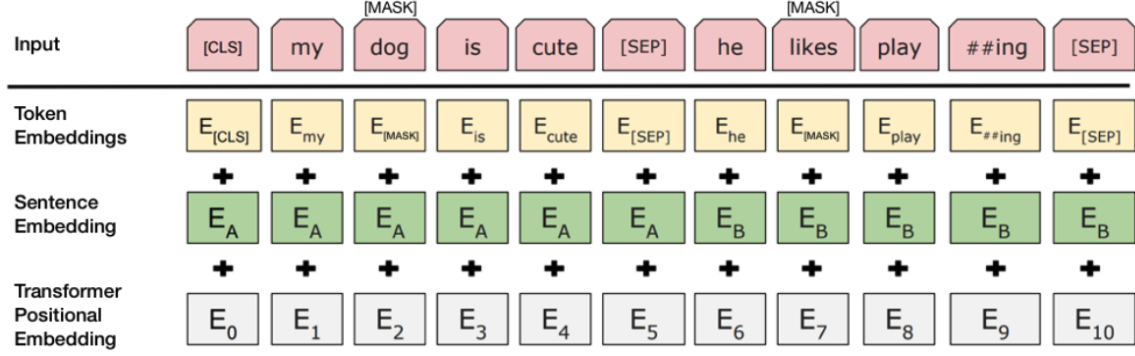 [MASK] [MASK]
Input [CLS] my dog is cute [SEP] he likes play ##ing [SEP]
Token Embeddings E[CLS] Emy E[MASK] Eis Ecute E[SEP] Ehe E[MASK] Eplay E##ing E[SEP]
+ + + + + + + + + + +
Sentence Embedding EA EA EA EA EA EA EB EB EB EB EB
+ + + + + + + + + + +
Transformer Positional Embedding E0 E1 E2 E3 E4 E5 E6 E7 E8 E9 E10